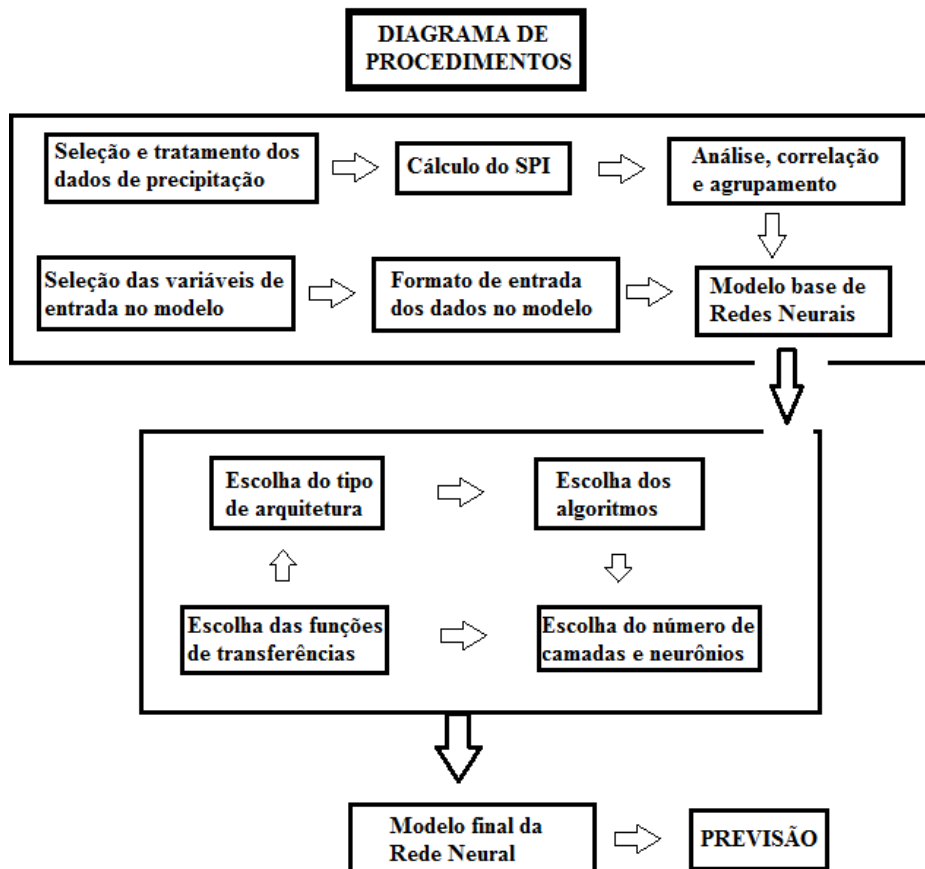 DIAGRAMA DE
PROCEDIMENTOS
Seleção e tratamento dos
dados de precipitação
Cálculo do SPI
Análise, correlação
e agrupamento
Seleção das variáveis de
entrada no modelo
Formato de entrada
dos dados no modelo
Modelo base de
Redes Neurais
Escolha do tipo
de arquitetura
Escolha dos
algoritmos
Escolha das funções
de transferências
Escolha do número de
camadas e neurônios
Modelo final da
Rede Neural
PREVISÃO